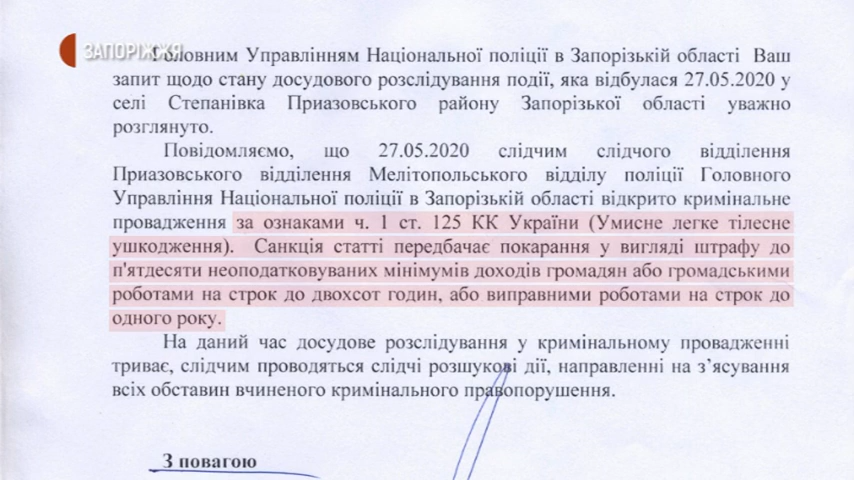 ЗАПОРІЖЖЯ
Головним Управлінням Національної поліції в Запорізькій області Ваш
запит щодо стану досудового розслідування події, яка відбулася 27.05.2020 у
селі Степанівка Приазовського району Запорізької області уважно
розглянуто.
Повідомляємо, що 27.05.2020 слідчим слідчого відділення
Приазовського відділення Мелітопольського відділу поліції Головного
Управління Національної поліції в Запорізькій області відкрито кримінальне
провадження за ознаками ч. 1 ст. 125 КК України (Умисне легке тілесне
ушкодження). Санкція статті передбачає покарання у вигляді штрафу до
п'ятдесяти неоподатковуваних мінімумів доходів громадян або громадськими
роботами на строк до двохсот годин, або виправними роботами на строк до
одного року.
На даний час досудове розслідування у кримінальному провадженні
триває, слідчим проводяться слідчі розшукові дії, направленні на з’ясування
всіх обставин вчиненого кримінального правопорушення.
З повагою